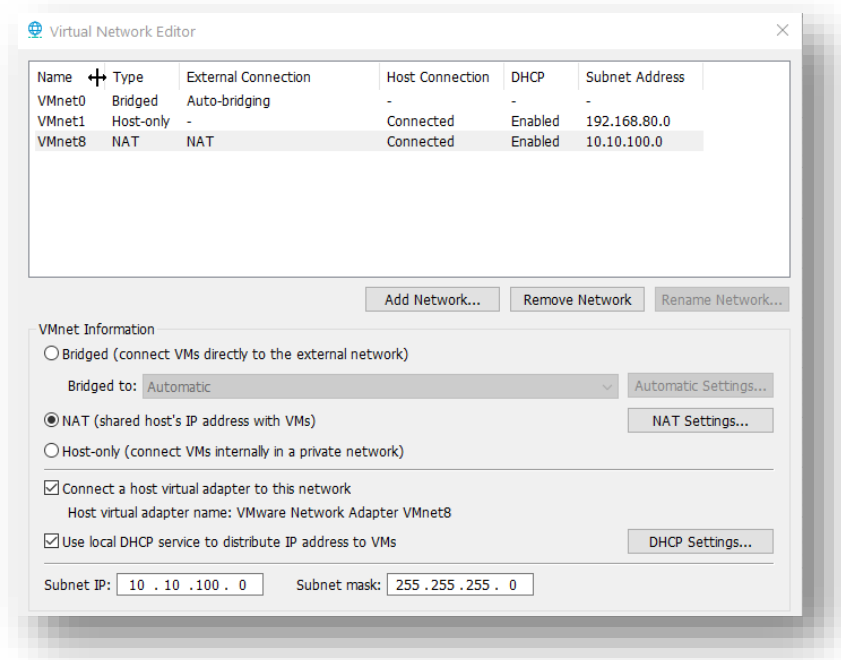 Virtual Network Editor
Name Type External Connection Host Connection DHCP Subnet Address
VMnet0 Bridged Auto-bridging - - -
VMnet1 Host-only - Connected Enabled 192.168.80.0
VMnet8 NAT NAT Connected Enabled 10.10.100.0
Add Network... Remove Network Rename Network...
VMnet Information
Bridged (connect VMs directly to the external network)
Bridged to: Automatic Automatic Settings...
NAT (shared host's IP address with VMs) NAT Settings...
Host-only (connect VMs internally in a private network)
Connect a host virtual adapter to this network
Host virtual adapter name: VMware Network Adapter VMnet8
Use local DHCP service to distribute IP address to VMs DHCP Settings...
Subnet IP: 10 . 10 .100 . 0 Subnet mask: 255 .255 .255 . 0